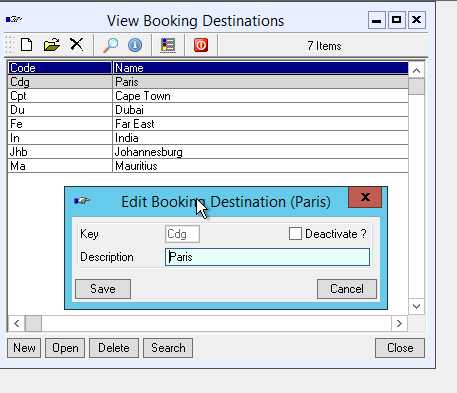 View Booking Destinations
7 Items
Code Name
Cdg Paris
Cpt Cape Town
Du Dubai
Fe Far East
In India
Jhb Johannesburg
Ma Mauritius
Edit Booking Destination (Paris)
Key Cdg Deactivate ?
Description Paris
Save Cancel
New Open Delete Search Close